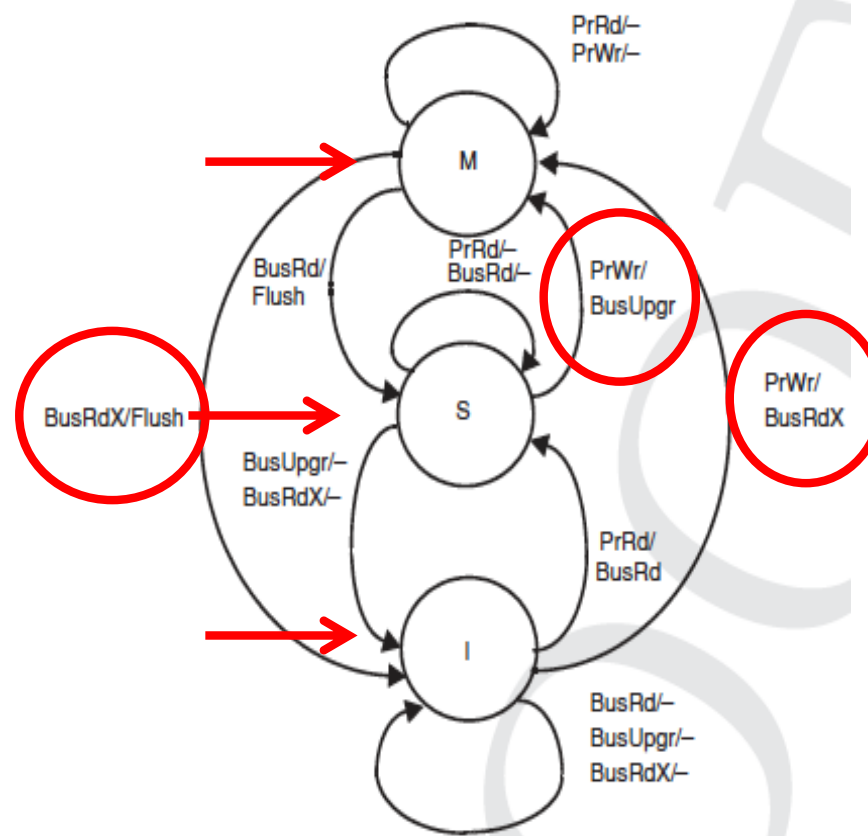 PrRd/–
PrWr/–
M
PrRd/–
BusRd/–
BusRd/
Flush
PrWr/
BusUpgr
PrWr/
BusRdX
BusRdX/Flush
S
BusUpgr/–
BusRdX/–
PrRd/
BusRd
I
BusRd/–
BusUpgr/–
BusRdX/–